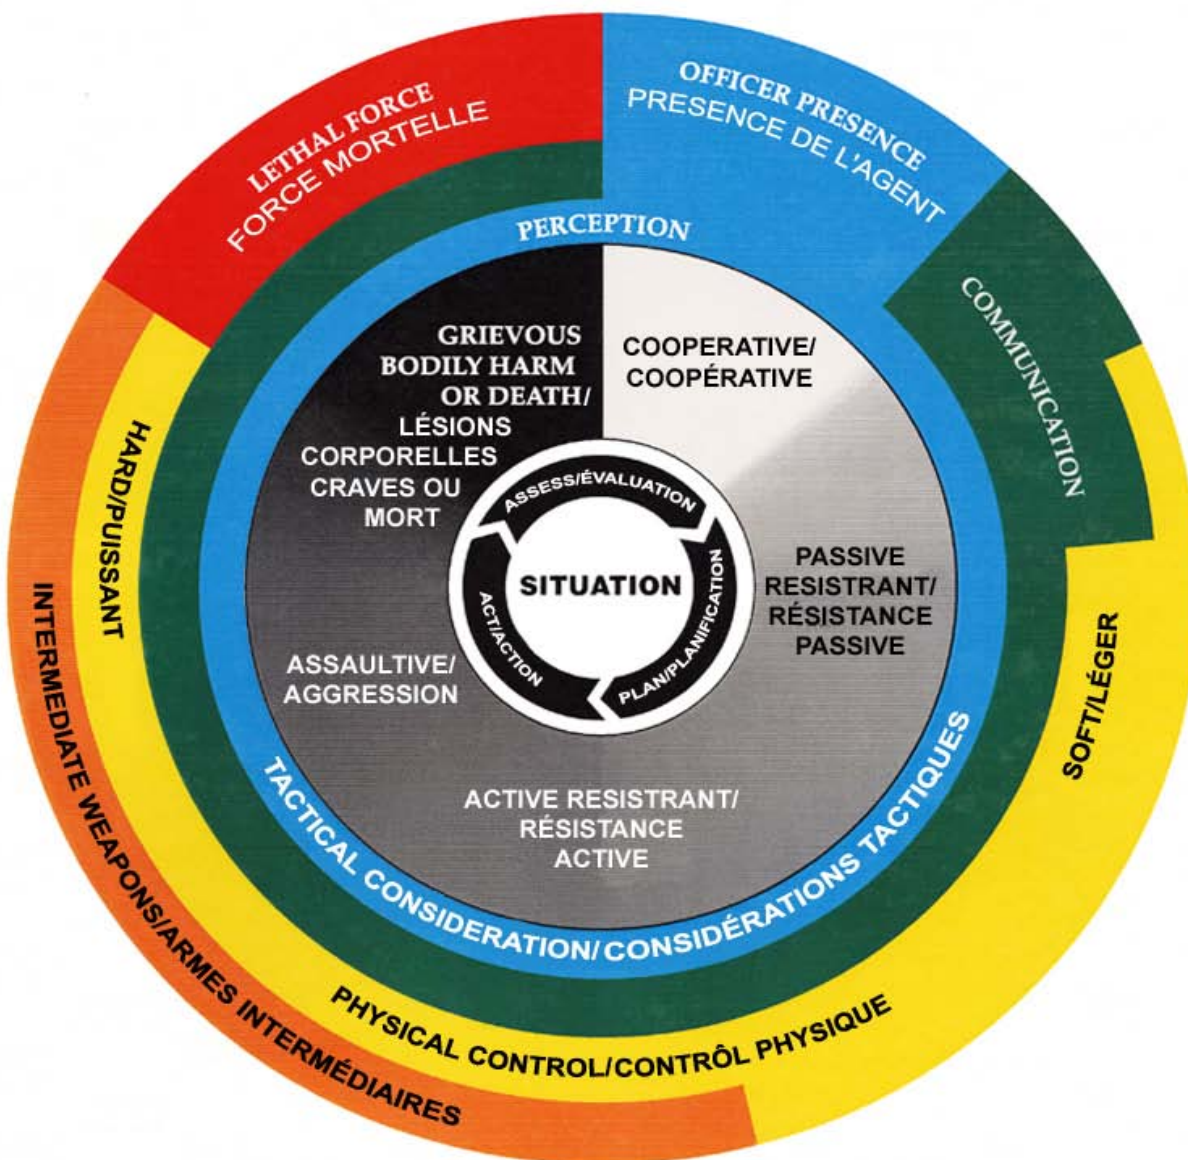 LETHAL FORCE
FORCE MORTELLE
OFFICER PRESENCE
PRESENCE DE L'AGENT
COMMUNICATION
PERCEPTION
GRIEVOUS
BODILY HARM
OR DEATH/
LÉSIONS
CORPORELLES
CRAVES OU
MORT
COOPERATIVE/
COOPÉRATIVE
ASSESS/ÉVALUATION
PLAN/PLANIFICATION
ACT/ACTION
SITUATION
PASSIVE
RESISTRANT/
RÉSISTANCE
PASSIVE
ASSAULTIVE/
AGGRESSION
ACTIVE RESISTRANT/
RÉSISTANCE
ACTIVE
HARD/PUISSANT
SOFT/LÉGER
TACTICAL CONSIDERATION/CONSIDÉRATIONS TACTIQUES
PHYSICAL CONTROL/CONTRÔL PHYSIQUE
INTERMEDIATE WEAPONS/ARMES INTERMÉDIAIRES